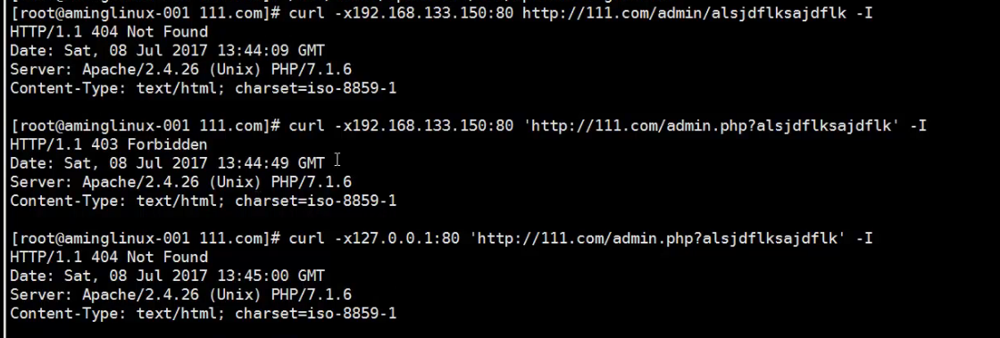 [root@aminglinux-001 111.com]# curl -x192.168.133.150:80 http://111.com/admin/alsjdflksajdflk -I
HTTP/1.1 404 Not Found
Date: Sat, 08 Jul 2017 13:44:09 GMT
Server: Apache/2.4.26 (Unix) PHP/7.1.6
Content-Type: text/html; charset=iso-8859-1
[root@aminglinux-001 111.com]# curl -x192.168.133.150:80 'http://111.com/admin.php?alsjdflksajdflk' -I
HTTP/1.1 403 Forbidden
Date: Sat, 08 Jul 2017 13:44:49 GMT
Server: Apache/2.4.26 (Unix) PHP/7.1.6
Content-Type: text/html; charset=iso-8859-1
[root@aminglinux-001 111.com]# curl -x127.0.0.1:80 'http://111.com/admin.php?alsjdflksajdflk' -I
HTTP/1.1 404 Not Found
Date: Sat, 08 Jul 2017 13:45:00 GMT
Server: Apache/2.4.26 (Unix) PHP/7.1.6
Content-Type: text/html; charset=iso-8859-1